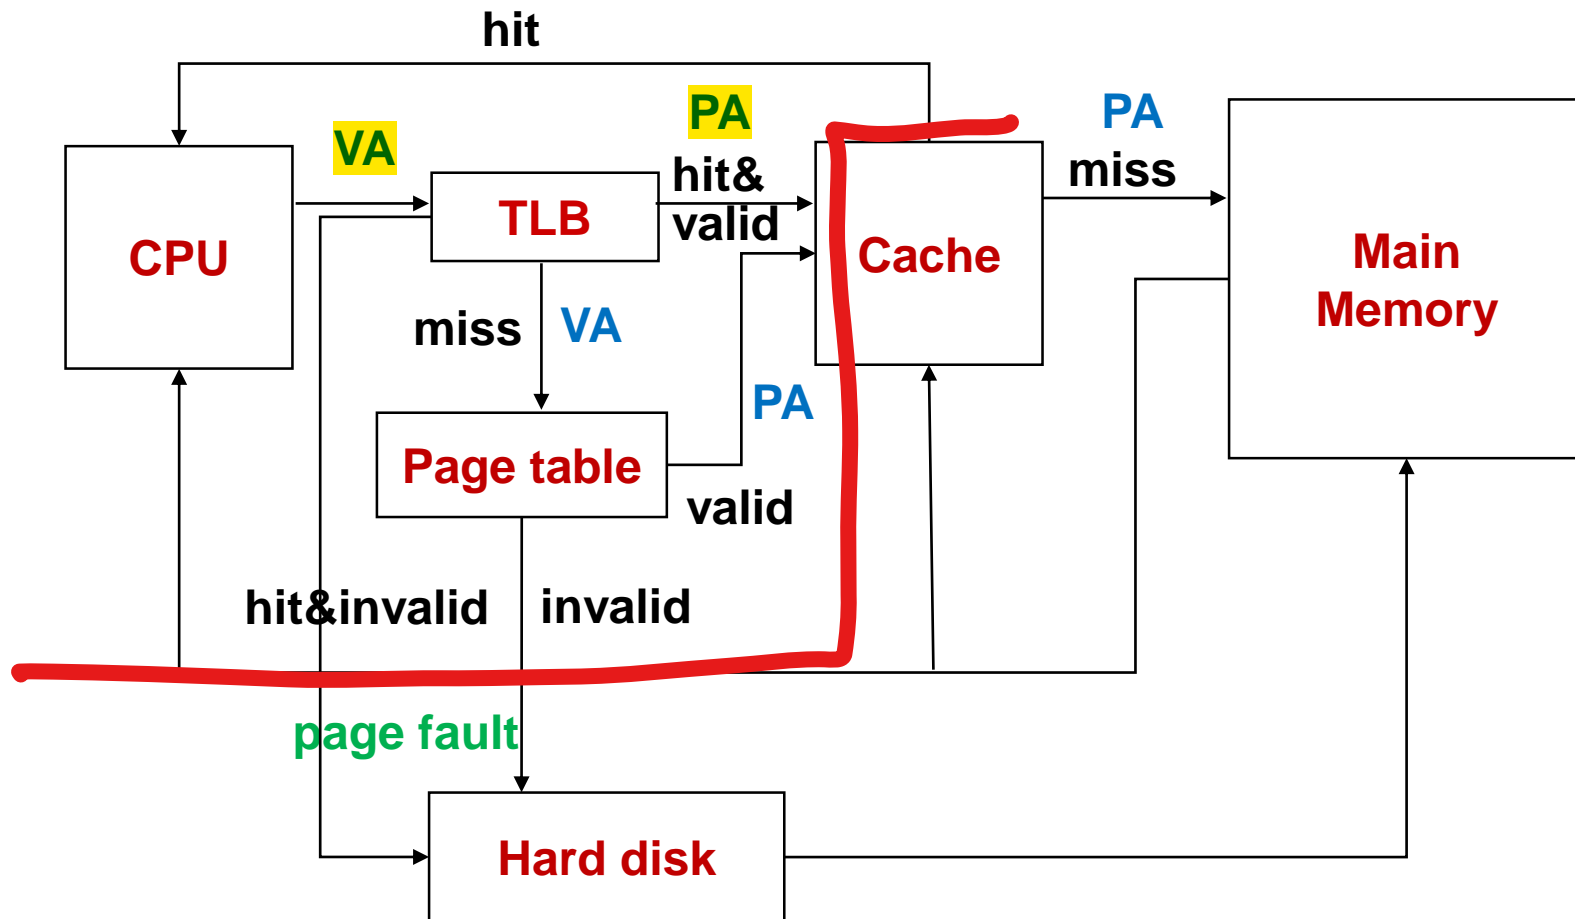 hit
PA
PA
VA
hit&
miss
valid
TLB
CPU
Cache
Main
Memory
miss
VA
PA
Page table
valid
hit&invalid
invalid
page fault
Hard disk